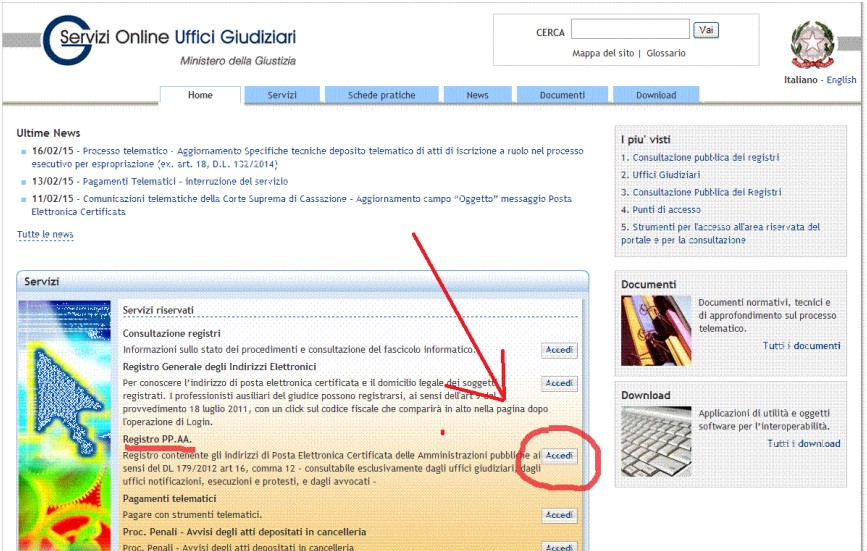 Servizi Online Uffici Giudiziari
Ministero della Giustizia
CERCA
Vai
Mappa del sito | Glossario
Italiano - English
Home
Servizi
Schede pratiche
News
Documenti
Download
Ultime News
16/02/15 - Processo telematico - Aggiornamento Specifiche tecniche deposito telematico di atti di iscrizione a ruolo nel processo
esecutivo per espropriazione (ex. art. 18, D.L. 132/2014)
13/02/15 - Pagamenti Telematici - interruzione del servizio
11/02/15 - Comunicazioni telematiche della Corte Suprema di Cassazione - Aggiornamento campo "Oggetto" messaggio Posta
Elettronica Certificata
Tutte le news
I piu' visti
1. Consultazione pubblica dei registri
2. Uffici Giudiziari
3. Consultazione Pubblica dei Registri
4. Punti di accesso
5. Strumenti per l'accesso all'area riservata del
portale e per la consultazione
Servizi
Servizi riservati
Consultazione registri
Informazioni sullo stato dei procedimenti e consultazione del fascicolo informatico.
Accedi
Registro Generale degli Indirizzi Elettronici
Per conoscere l'indirizzo di posta elettronica certificata e il domicilio legale dei soggetti
Accedi
registrati. I professionisti ausiliari del giudice possono registrarsi, ai sensi dell'art 9 del
provvedimento 18 luglio 2011, con un click sul codice fiscale che comparirà in alto nella pagina dopo
l'operazione di Login.
Registro PP.AA.
Registro contenente gli indirizzi di Posta Elettronica Certificata delle Amministrazioni pubbliche ai
Accedi
sensi del DL 179/2012 art 16, comma 12 - consultabile esclusivamente dagli uffici giudiziari, dagli
uffici notificazioni, esecuzioni e protesti, e dagli avvocati -
Pagamenti telematici
Pagare con strumenti telematici.
Accedi
Proc. Penali - Avvisi degli atti depositati in cancelleria
Proc. Penali - Avvisi degli atti depositati in cancelleria
Accedi
Documenti
Documenti normativi, tecnici e
di approfondimento sul processo
telematico.
Tutti i documenti
Download
Applicazioni di utilità e oggetti
software per l'interoperabilità.
Tutti i download